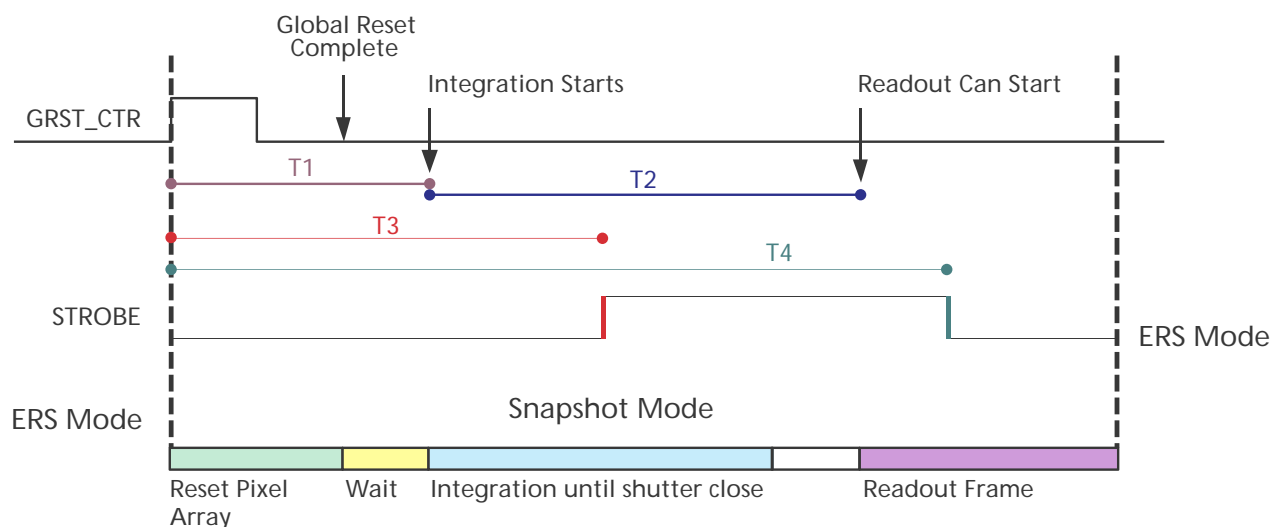 Global Reset
Complete
Integration Starts
Readout Can Start
GRST_CTR
T1
T2
T3
T4
STROBE
ERS Mode
ERS Mode
Snapshot Mode
Reset Pixel
Array
Wait
Integration until shutter close
Readout Frame